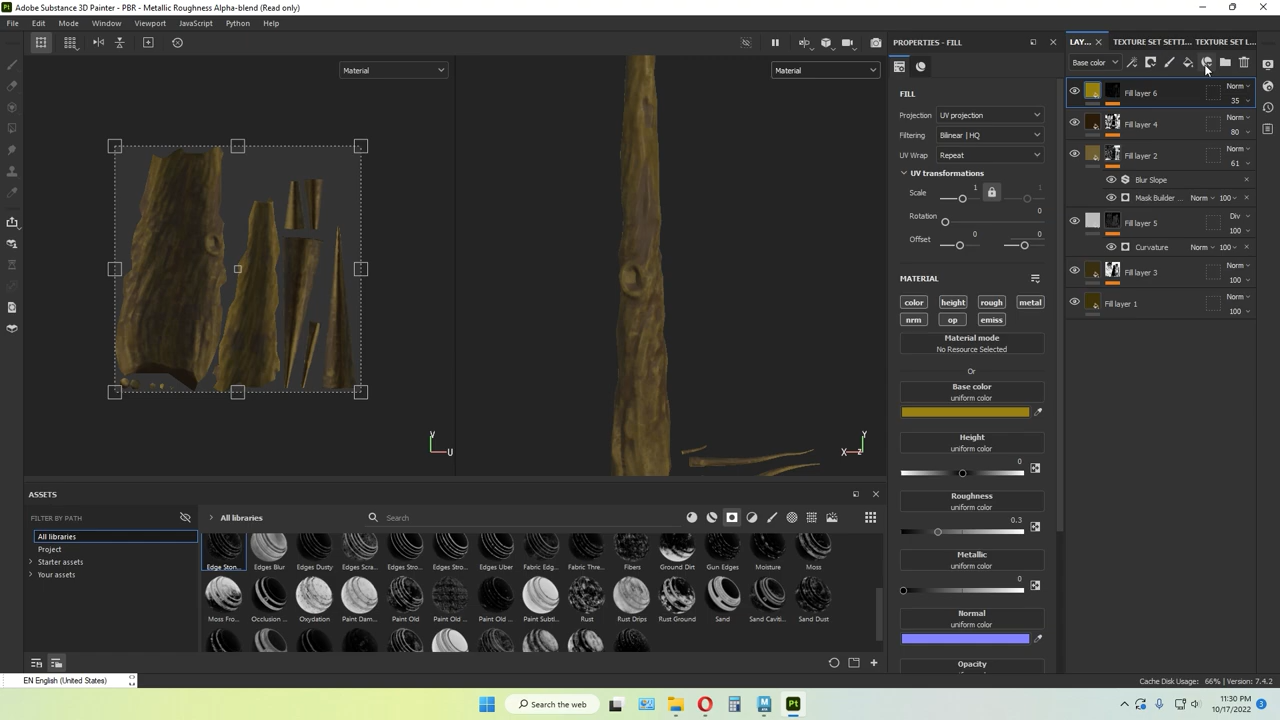 Adobe Substance 3D Painter - PBR - Metallic Roughness Alpha-blend (Read only)
File Edit Mode Window Viewport JavaScript Python Help
Material
Material
PROPERTIES - FILL
LAY... TEXTURE SET SETTI... TEXTURE SET L...
Base color
FILL
Projection UV projection
Filtering Bilinear | HQ
UV Wrap Repeat
UV transformations
Scale 1 1
Rotation 0
Offset 0 0
MATERIAL
color height rough metal
nrm op emiss
Material mode
No Resource Selected
Or
Base color
uniform color
Height
uniform color
0
Roughness
uniform color
0.3
Metallic
uniform color
0
Normal
uniform color
Opacity
Fill layer 6 Norm 35
Fill layer 4 Norm 80
Fill layer 2 Norm 61
Blur Slope
Mask Builder ... Norm 100
Fill layer 5 Div 100
Curvature Norm 100
Fill layer 3 Norm 100
Fill layer 1 Norm 100
V
U
Y
X
ASSETS
FILTER BY PATH
All libraries
Project
Starter assets
Your assets
All libraries
Search
Edge Ston... Edges Blur Edges Dusty Edges Scra... Edges Stro... Edges Stro... Edges Uber Fabric Edg... Fabric Thre... Fibers Ground Dirt Gun Edges Moisture Moss
Moss Fro... Occlusion ... Oxydation Paint Dam... Paint Old Paint Old ... Paint Old ... Paint Subtl... Rust Rust Drips Rust Ground Sand Sand Caviti... Sand Dust
EN English (United States)
Cache Disk Usage: 66% | Version: 7.4.2
Search the web
11:30 PM
10/17/2022